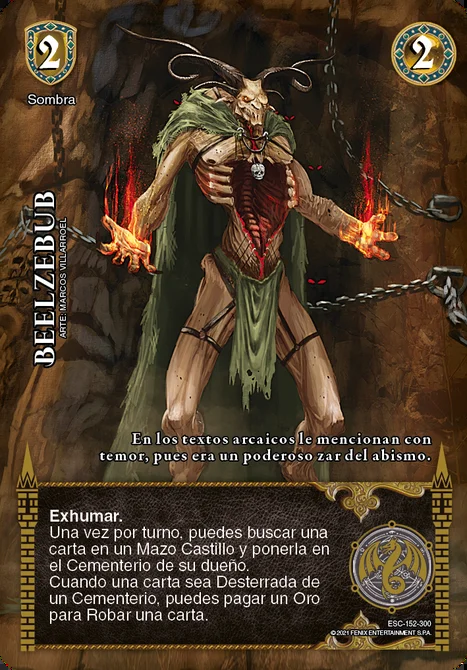 2
2
Sombra
BEELZEBUB
ARTE: MARCOS VILLARROEL
En los textos arcaicos le mencionan con
temor, pues era un poderoso zar del abismo.
Exhumar.
Una vez por turno, puedes buscar una
carta en un Mazo Castillo y ponerla en
el Cementerio de su dueño.
Cuando una carta sea Desterrada de
un Cementerio, puedes pagar un Oro
para Robar una carta.
ESC-152-300
©2021 FENIX ENTERTAINMENT S.P.A.